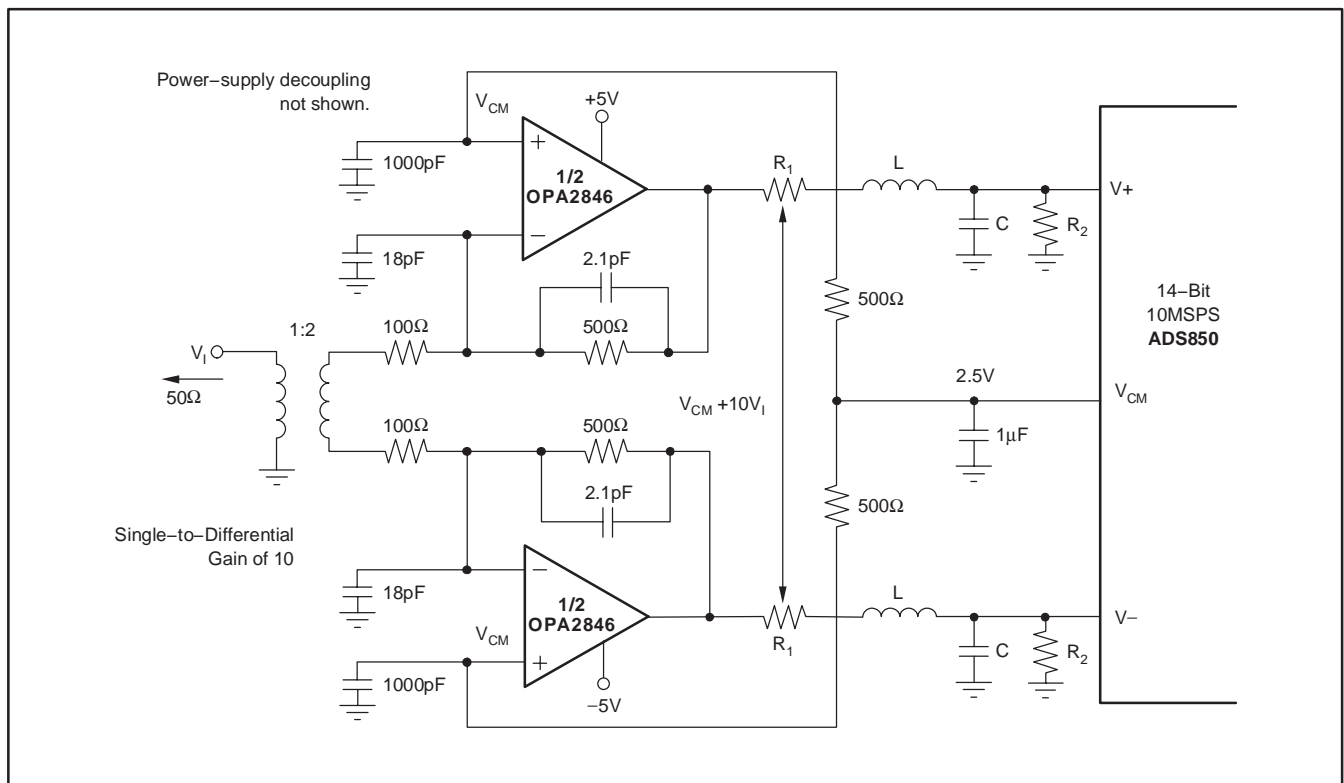 Power−supply decoupling
not shown.
V_CM
+5V
1000pF
+
1/2
OPA2846
−
18pF
2.1pF
R_1
L
V+
C
R_2
500Ω
14−Bit
10MSPS
ADS850
1:2
100Ω
500Ω
V_I
50Ω
V_CM +10V_I
2.5V
V_CM
1µF
100Ω
500Ω
2.1pF
500Ω
Single−to−Differential
Gain of 10
18pF
−
1/2
OPA2846
V_CM
+
1000pF
−5V
R_1
L
V−
C
R_2